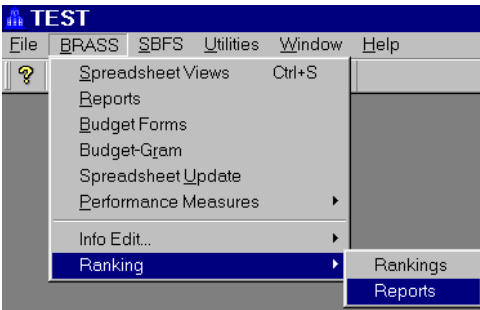 TEST
File BRASS SBFS Utilities Window Help
Spreadsheet Views Ctrl+S
Reports
Budget Forms
Budget-Gram
Spreadsheet Update
Performance Measures
Info Edit...
Ranking
Rankings
Reports